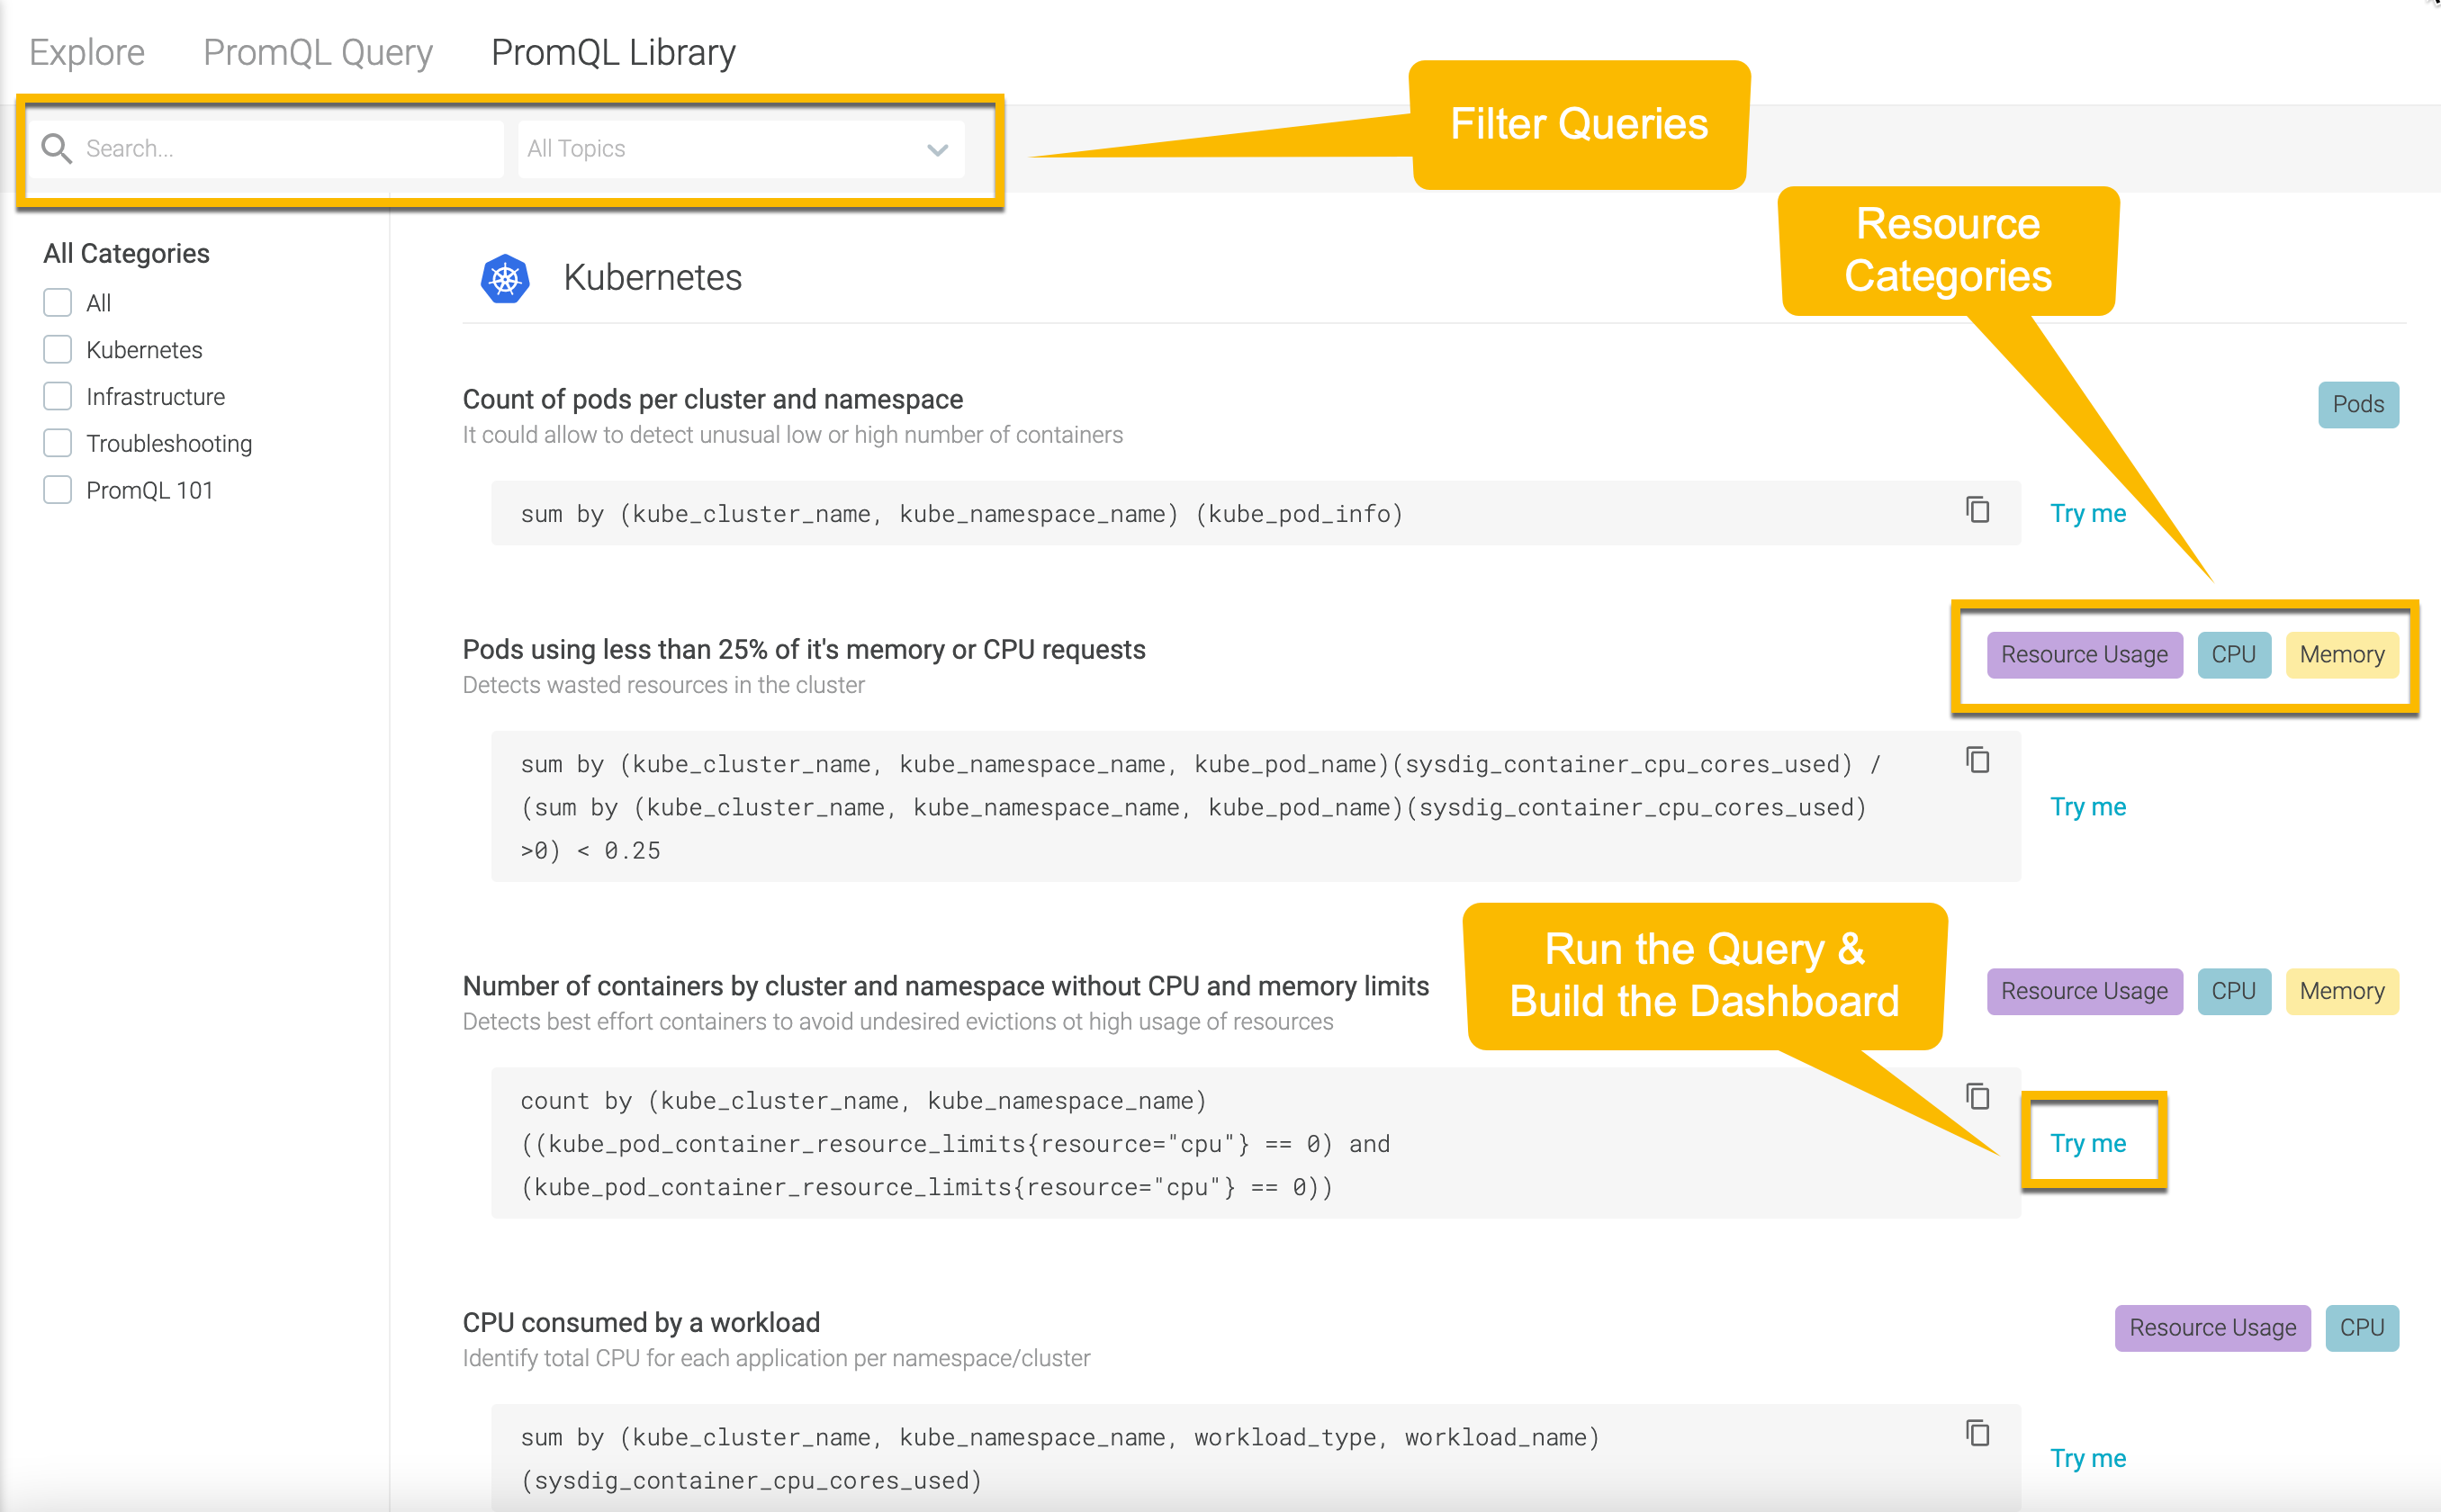 Explore PromQL Query PromQL Library
Filter Queries
Search... All Topics
Resource
Categories
All Categories
All
Kubernetes
Infrastructure
Troubleshooting
PromQL 101
Kubernetes
Count of pods per cluster and namespace
Pods
It could allow to detect unusual low or high number of containers
sum by (kube_cluster_name, kube_namespace_name) (kube_pod_info)
Try me
Pods using less than 25% of it's memory or CPU requests
Resource Usage CPU Memory
Detects wasted resources in the cluster
sum by (kube_cluster_name, kube_namespace_name, kube_pod_name)(sysdig_container_cpu_cores_used) /
(sum by (kube_cluster_name, kube_namespace_name, kube_pod_name)(sysdig_container_cpu_cores_used)
>0) < 0.25
Try me
Run the Query &
Build the Dashboard
Number of containers by cluster and namespace without CPU and memory limits
Resource Usage CPU Memory
Detects best effort containers to avoid undesired evictions ot high usage of resources
count by (kube_cluster_name, kube_namespace_name)
((kube_pod_container_resource_limits{resource="cpu"} == 0) and
(kube_pod_container_resource_limits{resource="cpu"} == 0))
Try me
CPU consumed by a workload
Resource Usage CPU
Identify total CPU for each application per namespace/cluster
sum by (kube_cluster_name, kube_namespace_name, workload_type, workload_name)
(sysdig_container_cpu_cores_used)
Try me